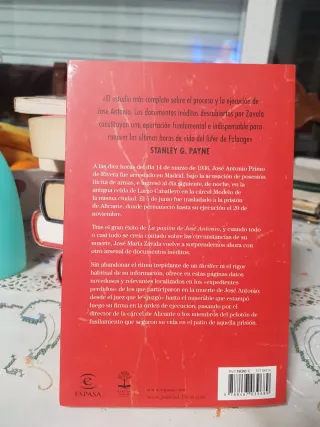 «El estudio más completo sobre el proceso y la ejecución de
José Antonio. Los documentos inéditos descubiertos por Zavala
constituyen una aportación fundamental e indispensable para
conocer las últimas horas de vida del líder de Falange»
STANLEY G. PAYNE
A las diez horas del día 14 de marzo de 1936, José Antonio Primo
de Rivera fue arrestado en Madrid, bajo la acusación de posesión
ilícita de armas, e ingresó al día siguiente, de noche, en la
antigua celda de Largo Caballero en la cárcel Modelo de
la misma ciudad. El 5 de junio fue trasladado a la prisión
de Alicante, donde permaneció hasta su ejecución el 20 de
noviembre.
Tras el gran éxito de La pasión de José Antonio, y cuando todo
o casi todo se creía contado sobre las circunstancias de su
muerte, José María Zavala vuelve a sorprendernos ahora con
otro arsenal de documentos inéditos.
Sin abandonar el ritmo trepidante de un thriller ni el rigor
habitual de su información, ofrece en estas páginas datos
novedosos y relevantes localizados en los «expedientes
perdidos» de los que participaron en la muerte de José Antonio:
desde el juez que le juzgó hasta el miserable que estampó
luego su firma en la orden de ejecución, pasando por el
director de la cárcel de Alicante o los miembros del pelotón de
fusilamiento que segaron su vida en el patio de aquella prisión.
ESPASA